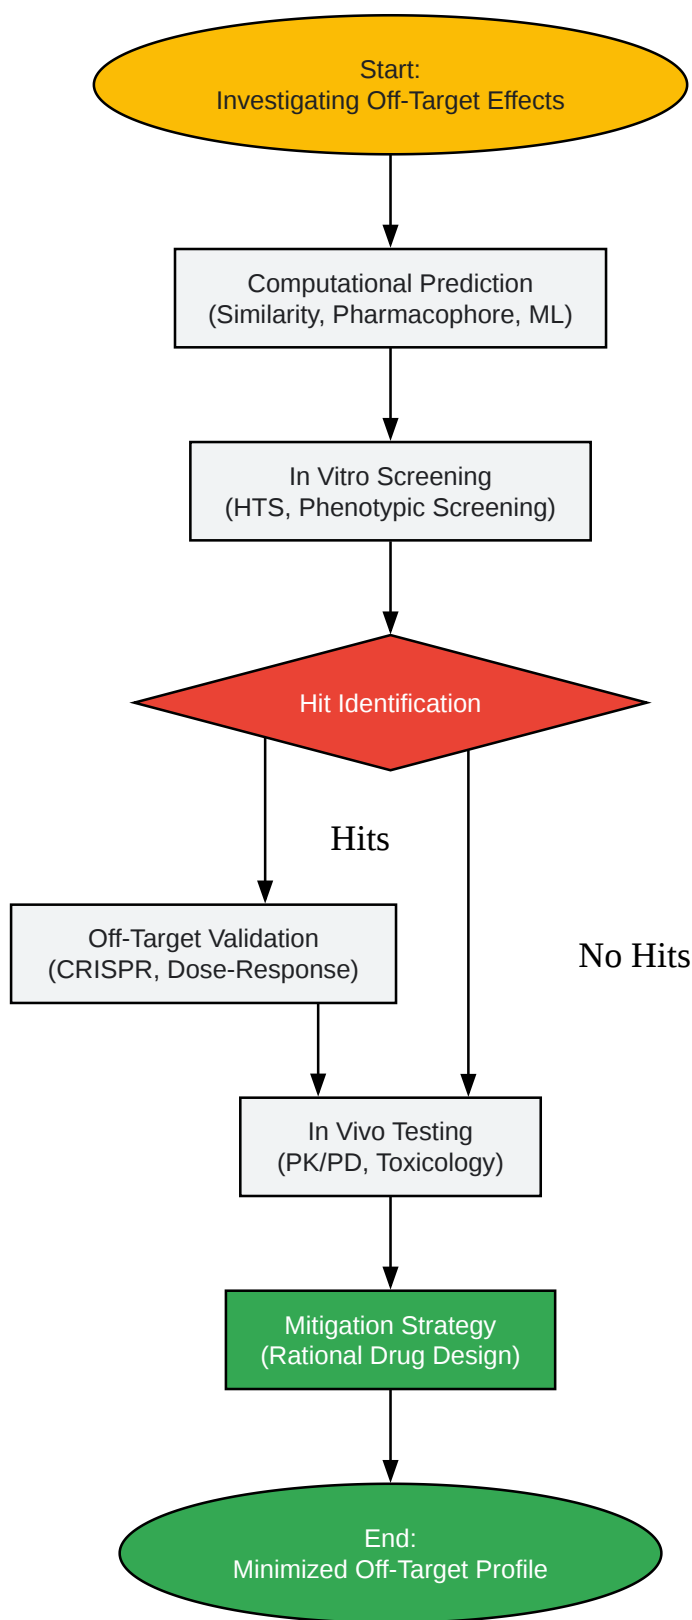 Start:
Investigating Off-Target Effects
Computational Prediction
(Similarity, Pharmacophore, ML)
In Vitro Screening
(HTS, Phenotypic Screening)
Hit Identification
Hits
Off-Target Validation
(CRISPR, Dose-Response)
No Hits
In Vivo Testing
(PK/PD, Toxicology)
Mitigation Strategy
(Rational Drug Design)
End:
Minimized Off-Target Profile